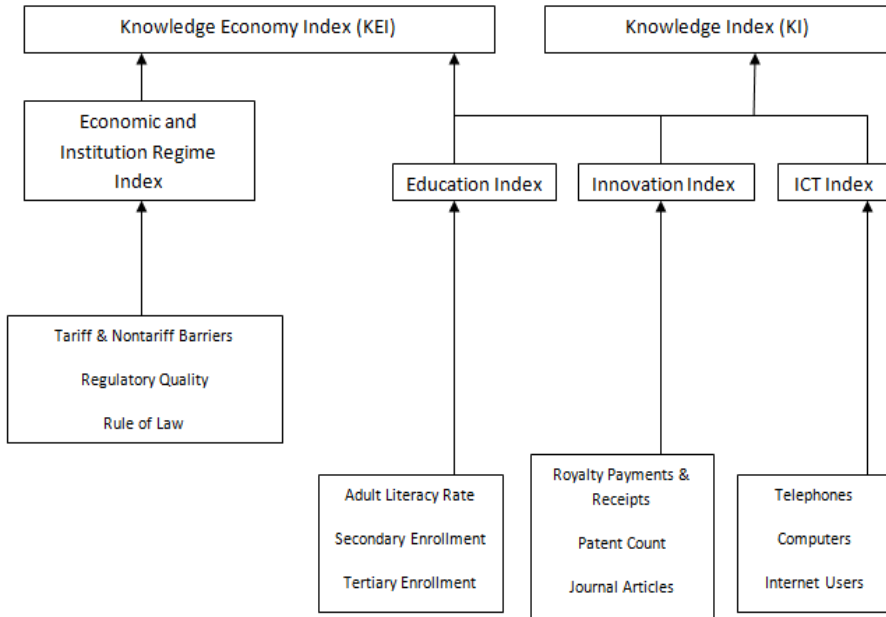 Knowledge Economy Index (KEI)
Knowledge Index (KI)
Economic and
Institution Regime
Index
Education Index
Innovation Index
ICT Index
Tariff & Nontariff Barriers
Regulatory Quality
Rule of Law
Adult Literacy Rate
Secondary Enrollment
Tertiary Enrollment
Royalty Payments &
Receipts
Patent Count
Journal Articles
Telephones
Computers
Internet Users